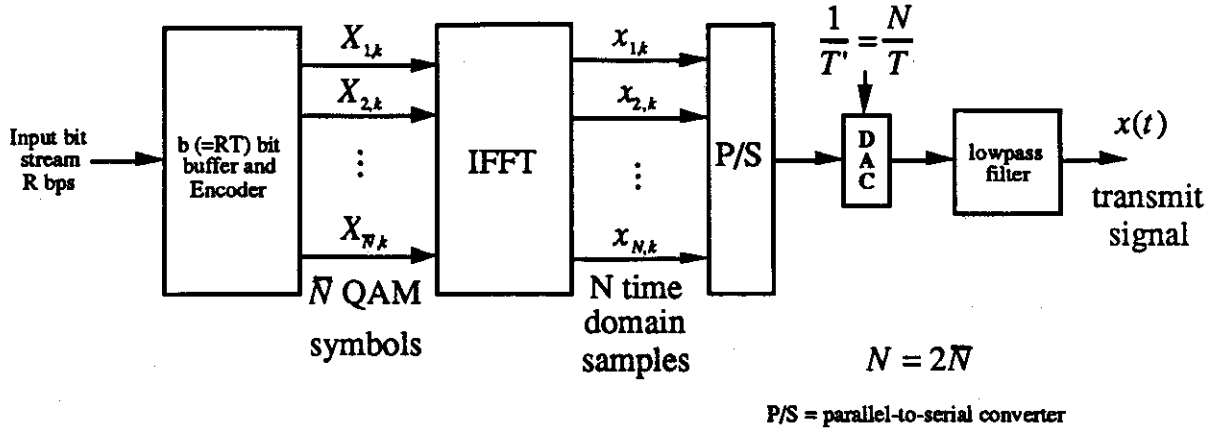 Input bit
stream
R bps
b (=RT) bit
buffer and
Encoder
X₁,ₖ
X₂,ₖ
⋮
X_N̅,ₖ
N̅ QAM
symbols
IFFT
x₁,ₖ
x₂,ₖ
⋮
x_N,ₖ
N time
domain
samples
P/S
1/T' = N/T
D
A
C
lowpass
filter
x(t)
transmit
signal
N = 2N̅
P/S = parallel-to-serial converter